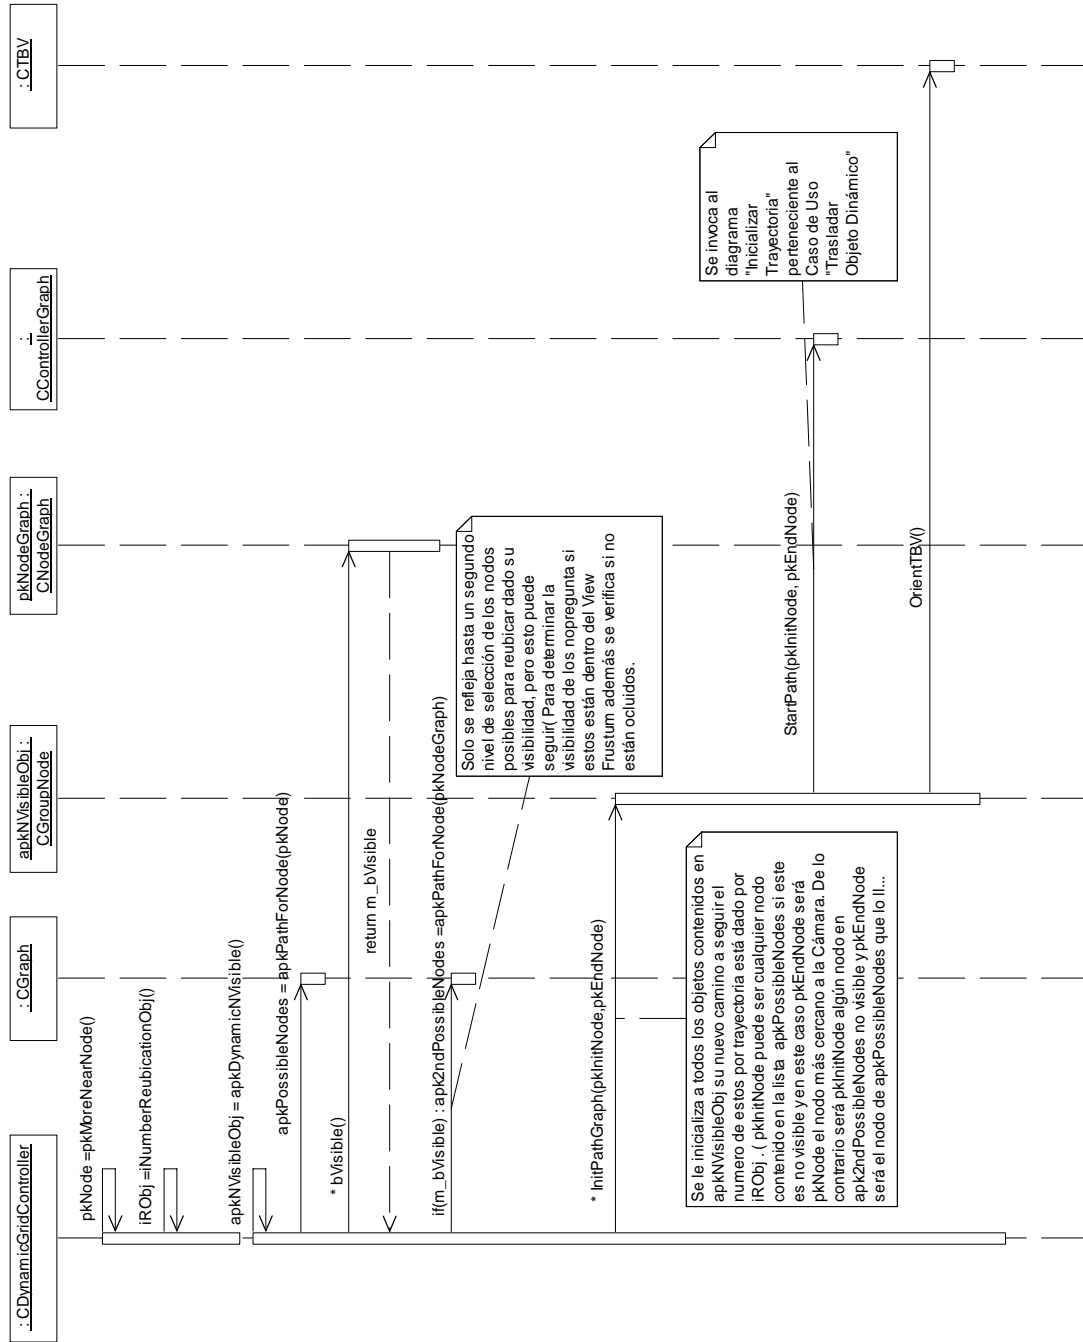 : CDynamicGridController
: CGraph
apkNVisibleObj :
CGroupNode
pkNodeGraph :
CNodeGraph
:
CControllerGraph
: CTBV
pkNode =pkMoreNearNode()
iRObj =iNumberReubicationObj()
apkNVisibleObj = apkDynamicNVisible()
apkPossibleNodes = apkPathForNode(pkNode)
* bVisible()
return m_bVisible
if(m_bVisible) : apk2ndPossibleNodes =apkPathForNode(pkNodeGraph)
Solo se refleja hasta un segundo
nivel de selección de los nodos
posibles para reubicar dado su
visibilidad, pero esto puede
seguir( Para determinar la
visibilidad de los nopregunta si
estos están dentro del View
Frustum además se verifica si no
están ocluidos.
* InitPathGraph(pkInitNode,pkEndNode)
Se le inicializa a todos los objetos contenidos en
apkNVisibleObj su nuevo camino a seguir el
numero de estos por trayectoria está dado por
iRObj . ( pkInitNode puede ser cualquier nodo
contenido en la lista apkPossibleNodes si este
es no visible y en este caso pkEndNode será
pkNode el nodo más cercano a la Cámara. De lo
contrario será pkInitNode algún nodo en
apk2ndPossibleNodes no visible y pkEndNode
será el nodo de apkPossibleNodes que lo ll...
StartPath(pkInitNode, pkEndNode)
Se invoca al
diagrama
"Inicializar
Trayectoria"
perteneciente al
Caso de Uso
"Trasladar
Objeto Dinámico"
OrientTBV()